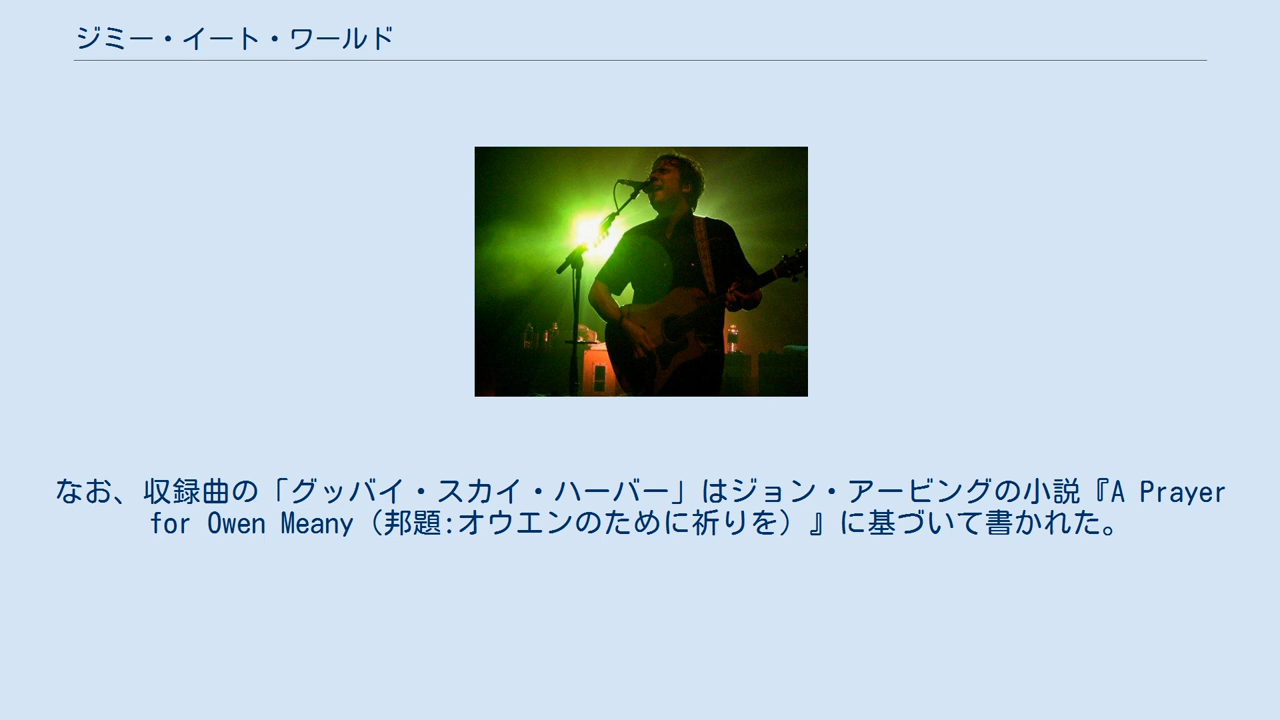 ジミー・イート・ワールド
なお、収録曲の「グッバイ・スカイ・ハーバー」はジョン・アービングの小説『A Prayer
for Owen Meany（邦題:オウエンのために祈りを）』に基づいて書かれた。